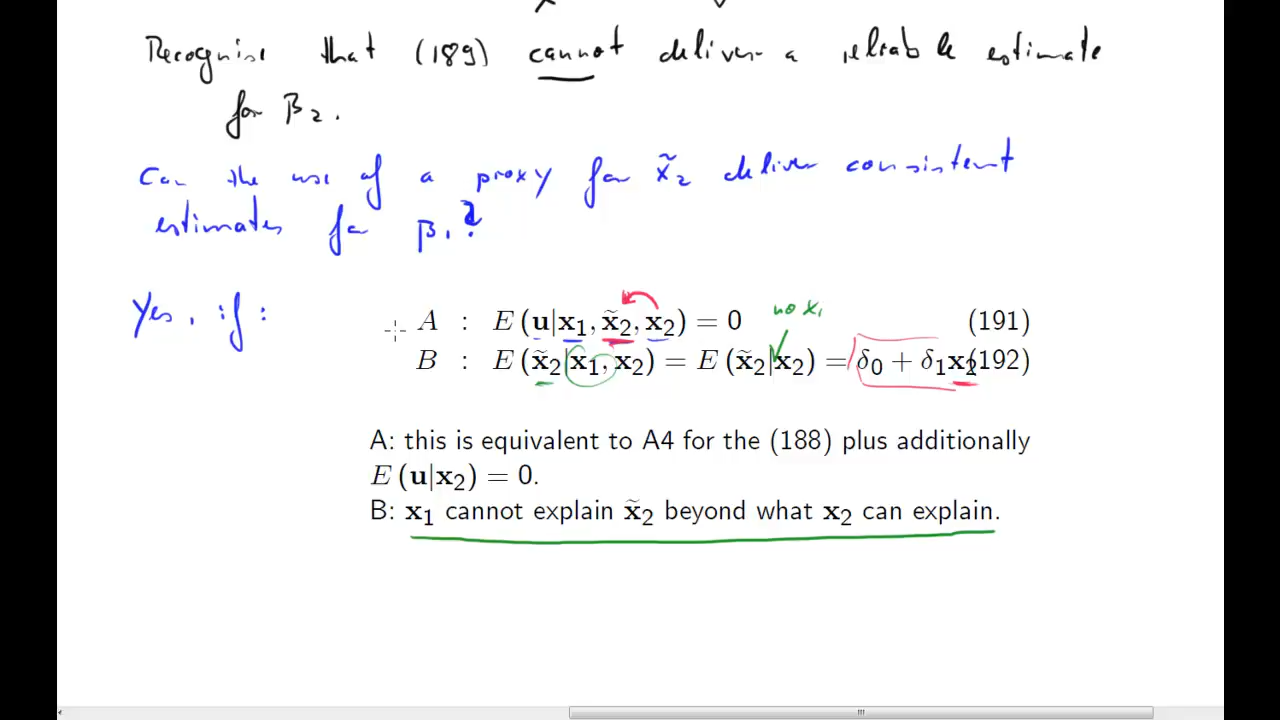 Recognise that (189) cannot deliver a reliable estimate
for β₂.
Can the use of a proxy for x̃₂ deliver consistent
estimates for β₁?
Yes, if:
no x₁
A : E (u|x₁, x̃₂, x₂) = 0 (191)
B : E (x̃₂|x₁, x₂) = E (x̃₂|x₂) = δ₀ + δ₁x₂(192)
A: this is equivalent to A4 for the (188) plus additionally
E (u|x₂) = 0.
B: x₁ cannot explain x̃₂ beyond what x₂ can explain.